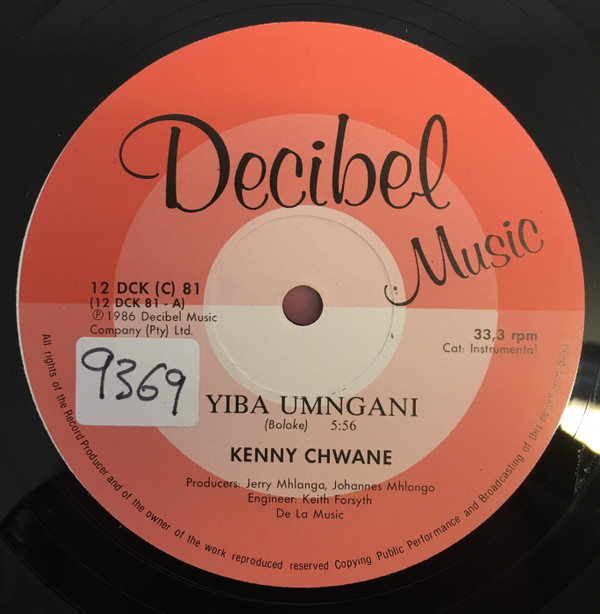 Decibel
Music
12 DCK (C) 81
(12 DCK 81 - A)
℗ 1986 Decibel Music
Company (Pty) Ltd.
33,3 rpm
Cat: Instrumental
9369
YIBA UMNGANI
(Boloke) 5:56
KENNY CHWANE
Producers: Jerry Mhlanga, Johannes Mhlongo
Engineer: Keith Forsyth
De La Music
All rights of the Record Producer and of the owner of the work reproduced reserved Copying Public Performance and Broadcasting of this record